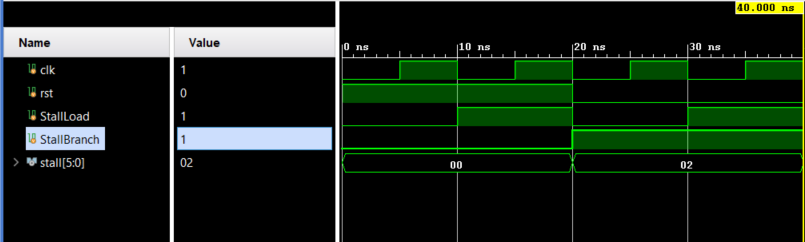 40.000 ns
Name Value 0 ns 10 ns 20 ns 30 ns
clk 1
rst 0
StallLoad 1
StallBranch 1
stall[5:0] 02 00 02